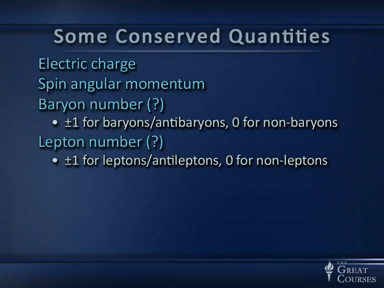 Some Conserved Quantities
Electric charge
Spin angular momentum
Baryon number (?)
• ±1 for baryons/antibaryons, 0 for non-baryons
Lepton number (?)
• ±1 for leptons/antileptons, 0 for non-leptons
THE
GREAT
COURSES